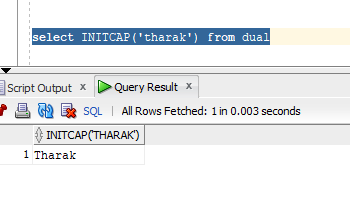 select INITCAP('tharak') from dual
Script Output x Query Result x
SQL | All Rows Fetched: 1 in 0.003 seconds
INITCAP('THARAK')
1 Tharak